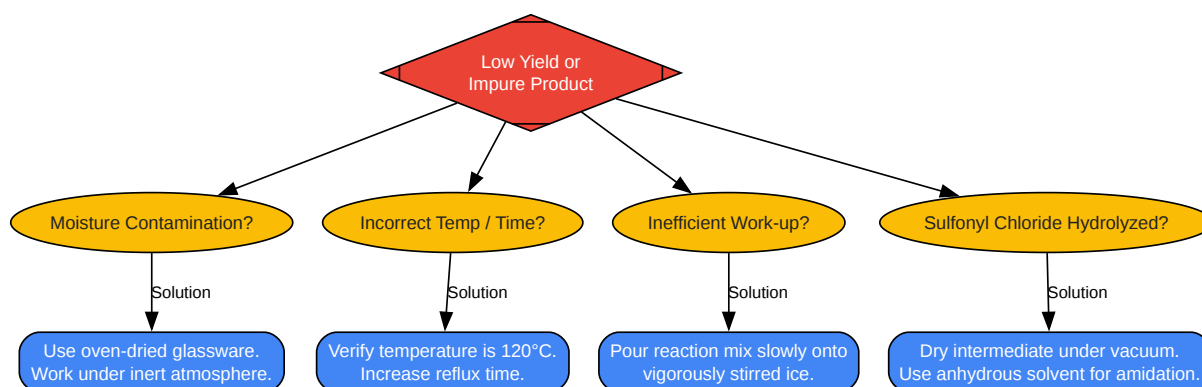 Low Yield or
Impure Product
Moisture Contamination?
Incorrect Temp / Time?
Inefficient Work-up?
Sulfonyl Chloride Hydrolyzed?
Solution
Solution
Solution
Solution
Use oven-dried glassware.
Work under inert atmosphere.
Verify temperature is 120°C.
Increase reflux time.
Pour reaction mix slowly onto
vigorously stirred ice.
Dry intermediate under vacuum.
Use anhydrous solvent for amidation